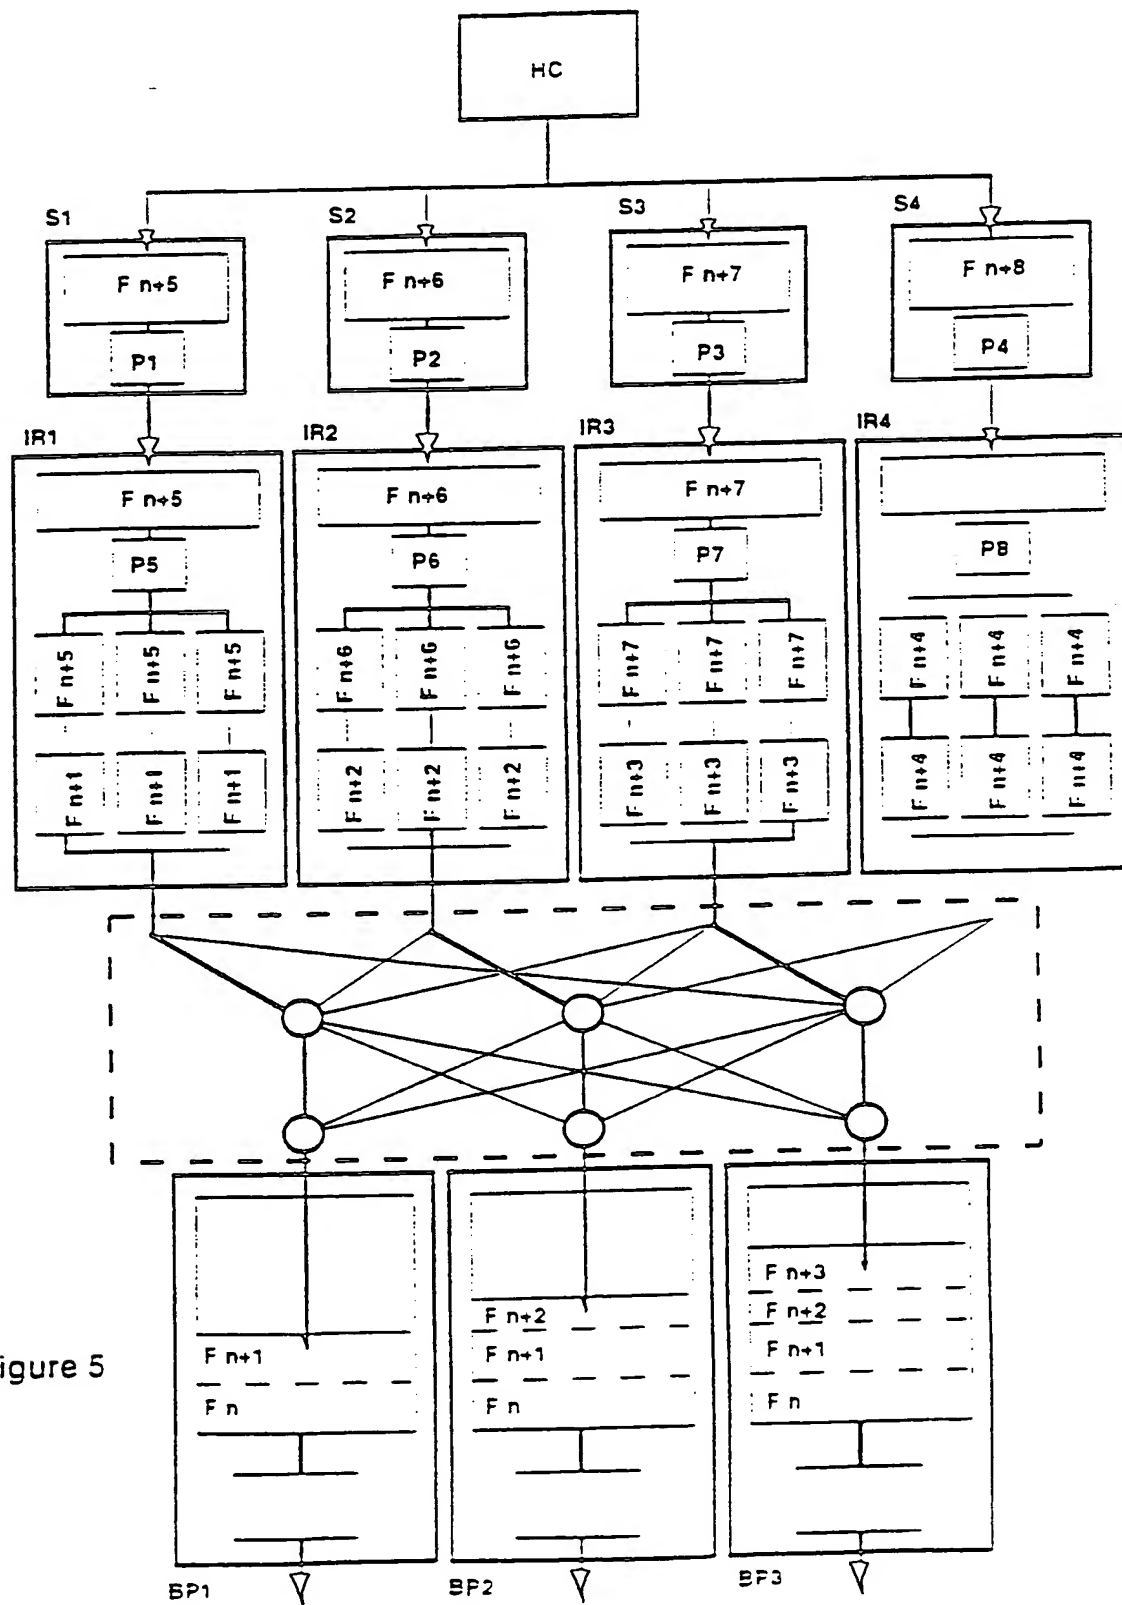 HC
S1 S2 S3 S4
F n+5 F n+6 F n+7 F n+8
P1 P2 P3 P4
IR1 IR2 IR3 IR4
F n+5 F n+6 F n+7
P5 P6 P7 P8
F n+5 F n+5 F n+5 F n+6 F n+6 F n+6 F n+7 F n+7 F n+7 F n+4 F n+4 F n+4
F n+1 F n+1 F n+1 F n+2 F n+2 F n+2 F n+3 F n+3 F n+3 F n+4 F n+4 F n+4
F n+1
F n
F n+2
F n+1
F n
F n+3
F n+2
F n+1
F n
igure 5
BP1 BP2 BP3